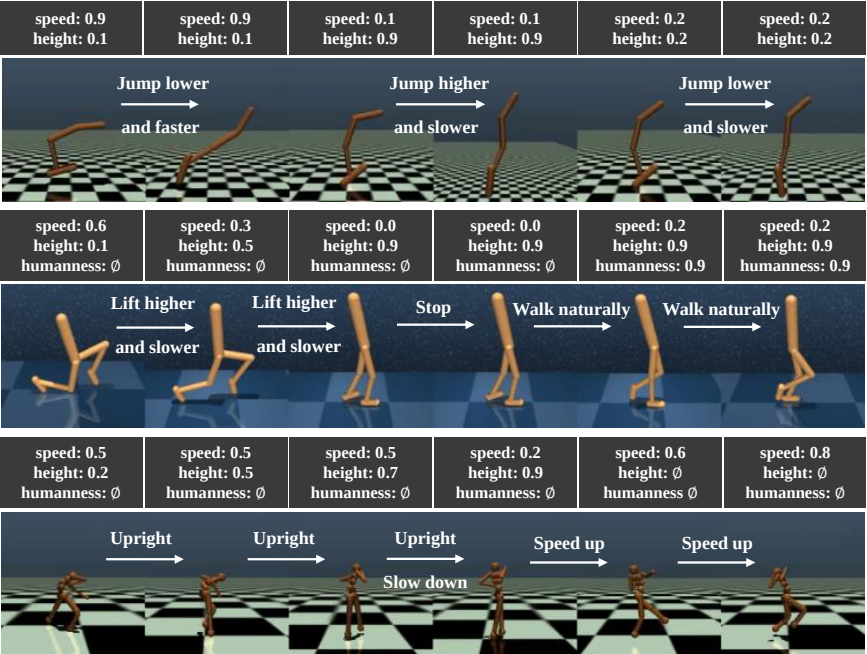 speed: 0.9
height: 0.1
speed: 0.9
height: 0.1
speed: 0.1
height: 0.9
speed: 0.1
height: 0.9
speed: 0.2
height: 0.2
speed: 0.2
height: 0.2
Jump lower
and faster
Jump higher
and slower
Jump lower
and slower
speed: 0.6
height: 0.1
humanness: ∅
speed: 0.3
height: 0.5
humanness: ∅
speed: 0.0
height: 0.9
humanness: ∅
speed: 0.0
height: 0.9
humanness: ∅
speed: 0.2
height: 0.9
humanness: 0.9
speed: 0.2
height: 0.9
humanness: 0.9
Lift higher
and slower
Lift higher
and slower
Stop
Walk naturally
Walk naturally
speed: 0.5
height: 0.2
humanness: ∅
speed: 0.5
height: 0.5
humanness: ∅
speed: 0.5
height: 0.7
humanness: ∅
speed: 0.2
height: 0.9
humanness: ∅
speed: 0.6
height: ∅
humanness ∅
speed: 0.8
height: ∅
humanness: ∅
Upright
Upright
Upright
Slow down
Speed up
Speed up